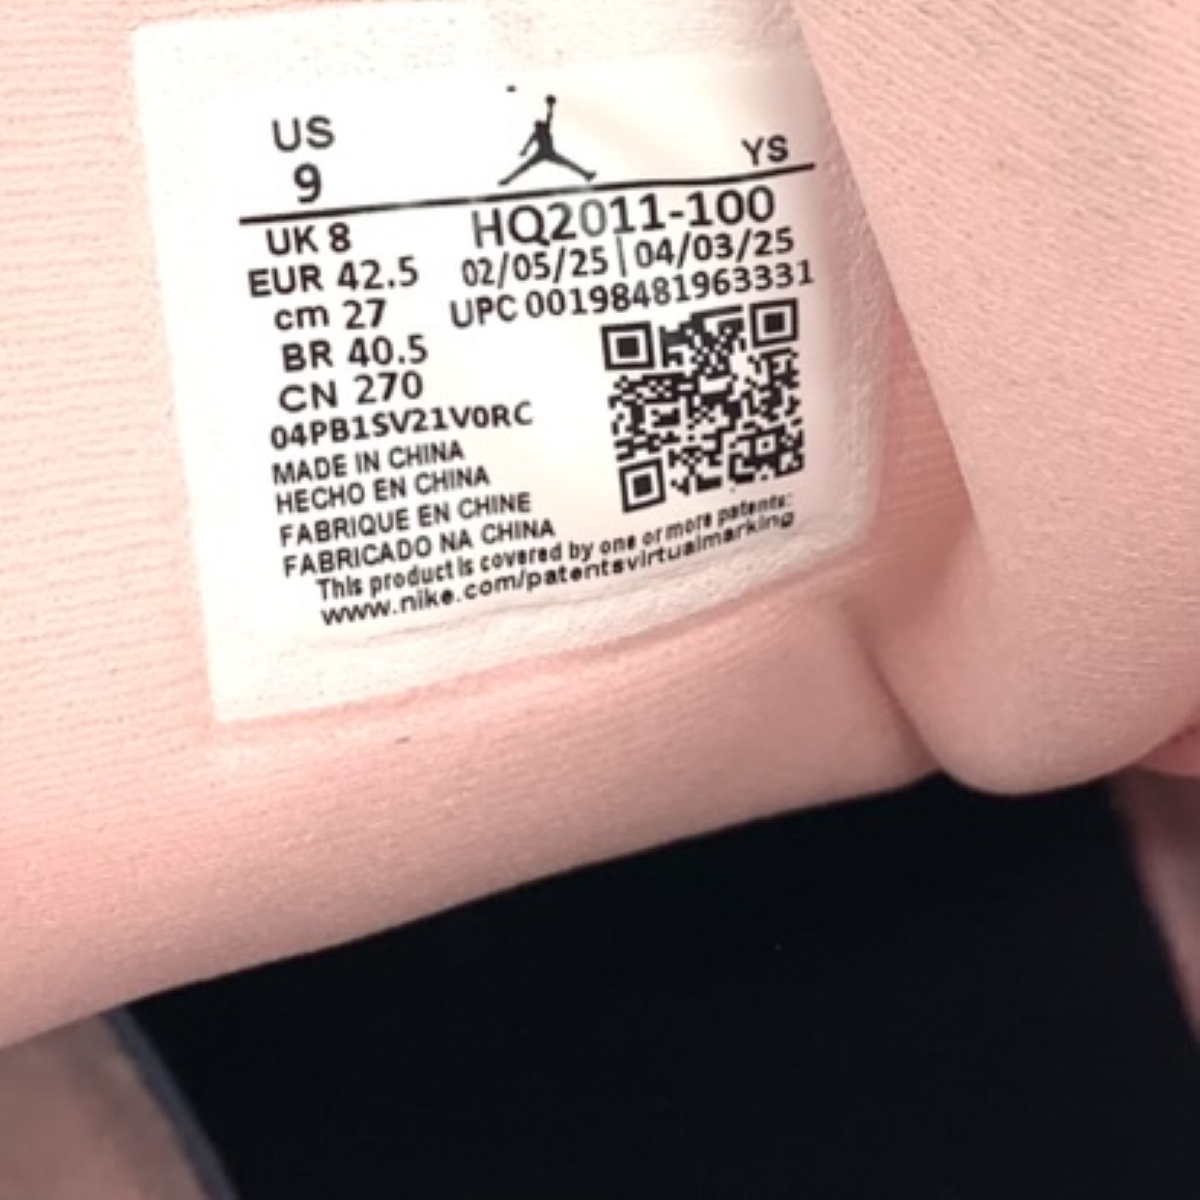 US
9
YS
UK 8
EUR 42.5
cm 27
BR 40.5
CN 270
HQ2011-100
02/05/25 | 04/03/25
UPC 00198481963331
04PB1SV21V0RC
MADE IN CHINA
HECHO EN CHINA
FABRIQUE EN CHINE
FABRICADO NA CHINA
This product is covered by one or more patents:
www.nike.com/patentsvirtualmarking